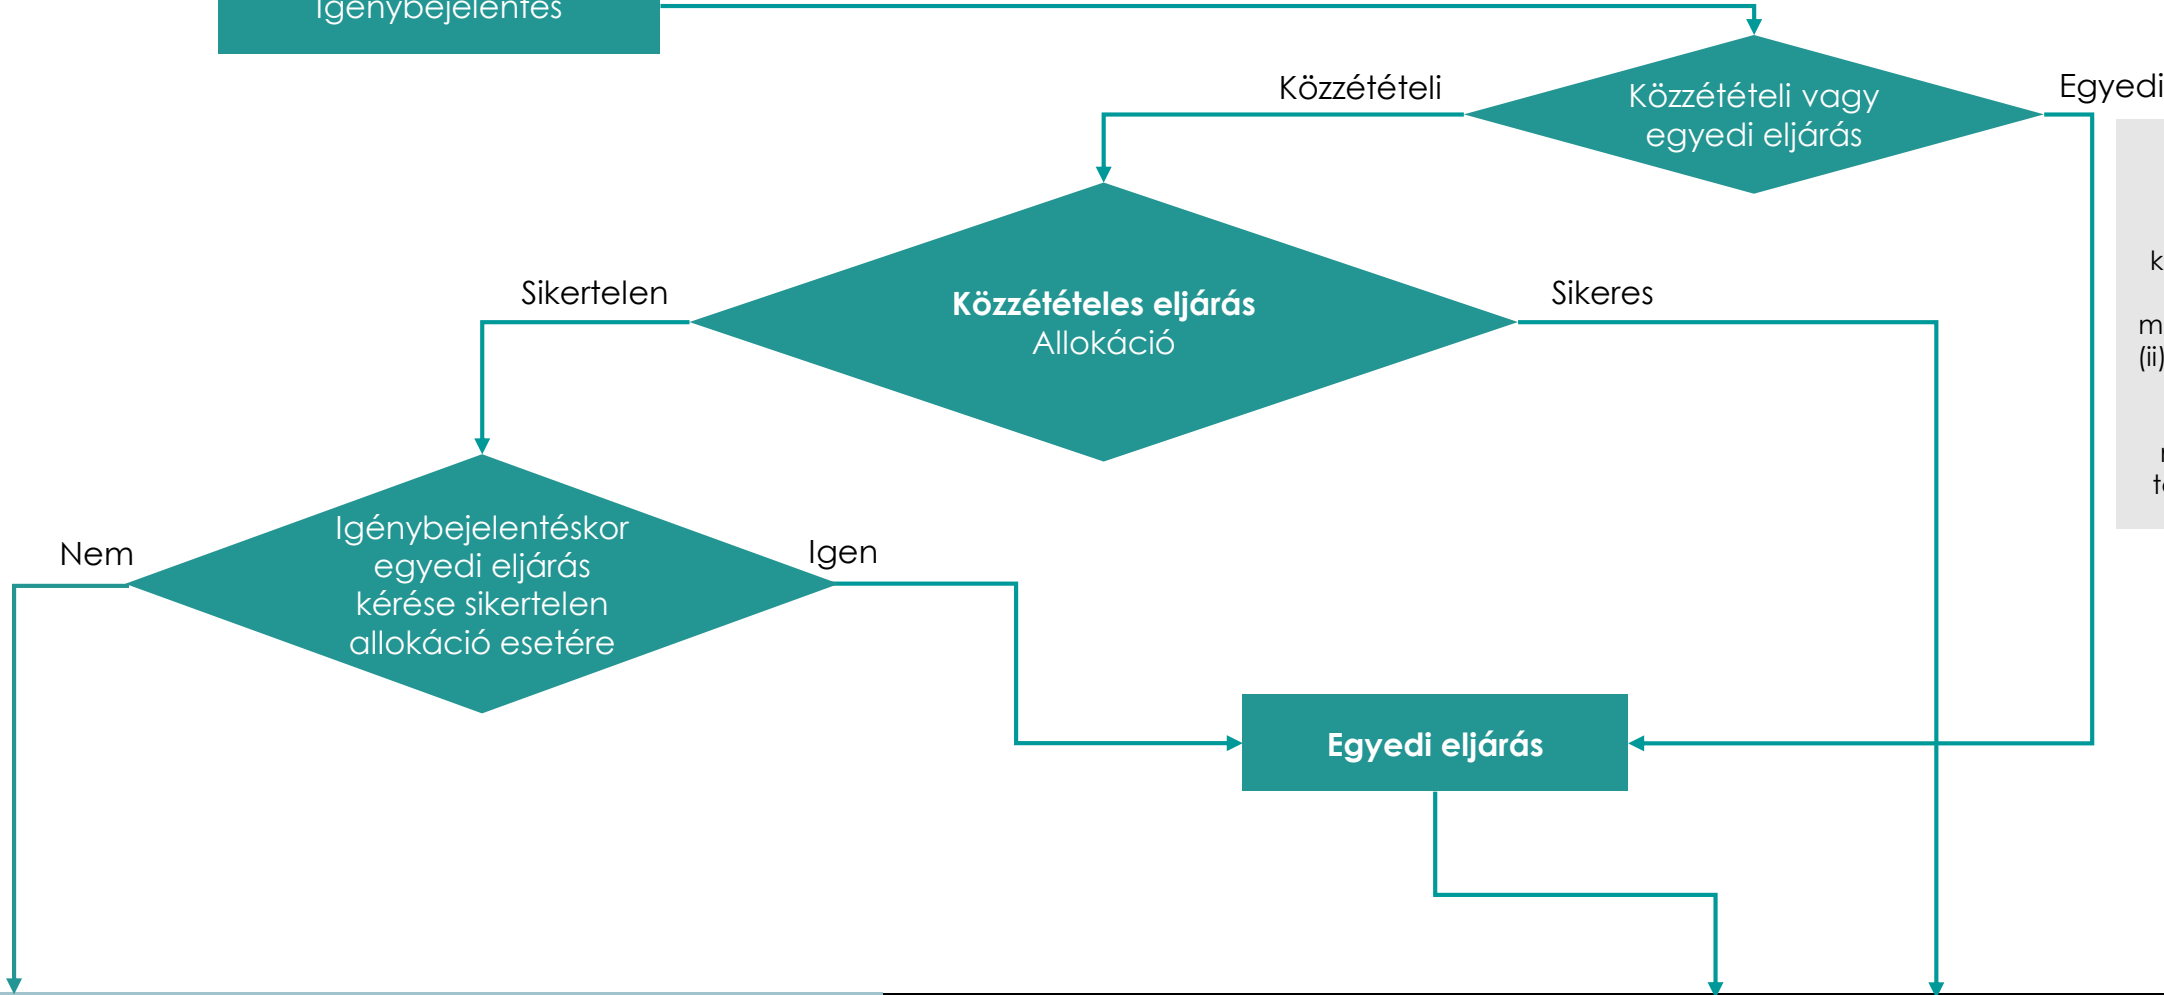 Igénybejelentés
Közzétételi
Közzétételi vagy
egyedi eljárás
Egyedi
Sikertelen
Közzétételes eljárás
Allokáció
Sikeres
(ii)
Nem
Igénybejelentéskor
egyedi eljárás
kérése sikertelen
allokáció esetére
Igen
Egyedi eljárás